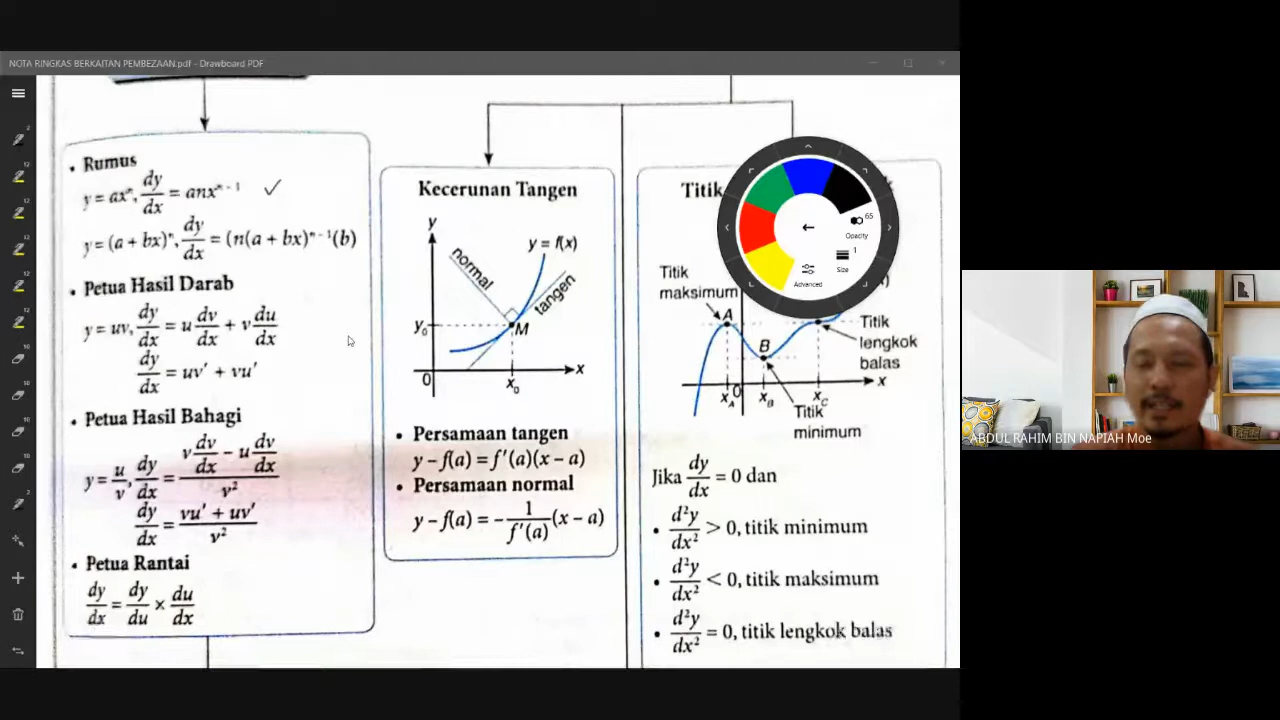 NOTA RINGKAS BERKAITAN PEMBEZAAN.pdf - Drawboard PDF
• Rumus
y = axⁿ, dy/dx = anxⁿ⁻¹ ✓
y = (a + bx)ⁿ, dy/dx = (n(a + bx)ⁿ⁻¹(b)
• Petua Hasil Darab
y = uv, dy/dx = u dv/dx + v du/dx
dy/dx = uv' + vu'
• Petua Hasil Bahagi
y = u/v, dy/dx = (v dv/dx − u dv/dx)/v²
dy/dx = (vu' + uv')/v²
• Petua Rantai
dy/dx = dy/du × du/dx
Kecerunan Tangen
y
y = f(x)
normal
tangen
y₀
M
0
x₀
x
• Persamaan tangen
y − f(a) = f'(a)(x − a)
• Persamaan normal
y − f(a) = −1/f'(a) (x − a)
Titik
Titik
maksimum
A
B
Titik
lengkok
balas
0
x_A
x_B
x_C
x
Titik
minimum
Jika dy/dx = 0 dan
• d²y/dx² > 0, titik minimum
• d²y/dx² < 0, titik maksimum
• d²y/dx² = 0, titik lengkok balas
65
Opacity
1
Size
Advanced
ABDUL RAHIM BIN NAPIAH Moe